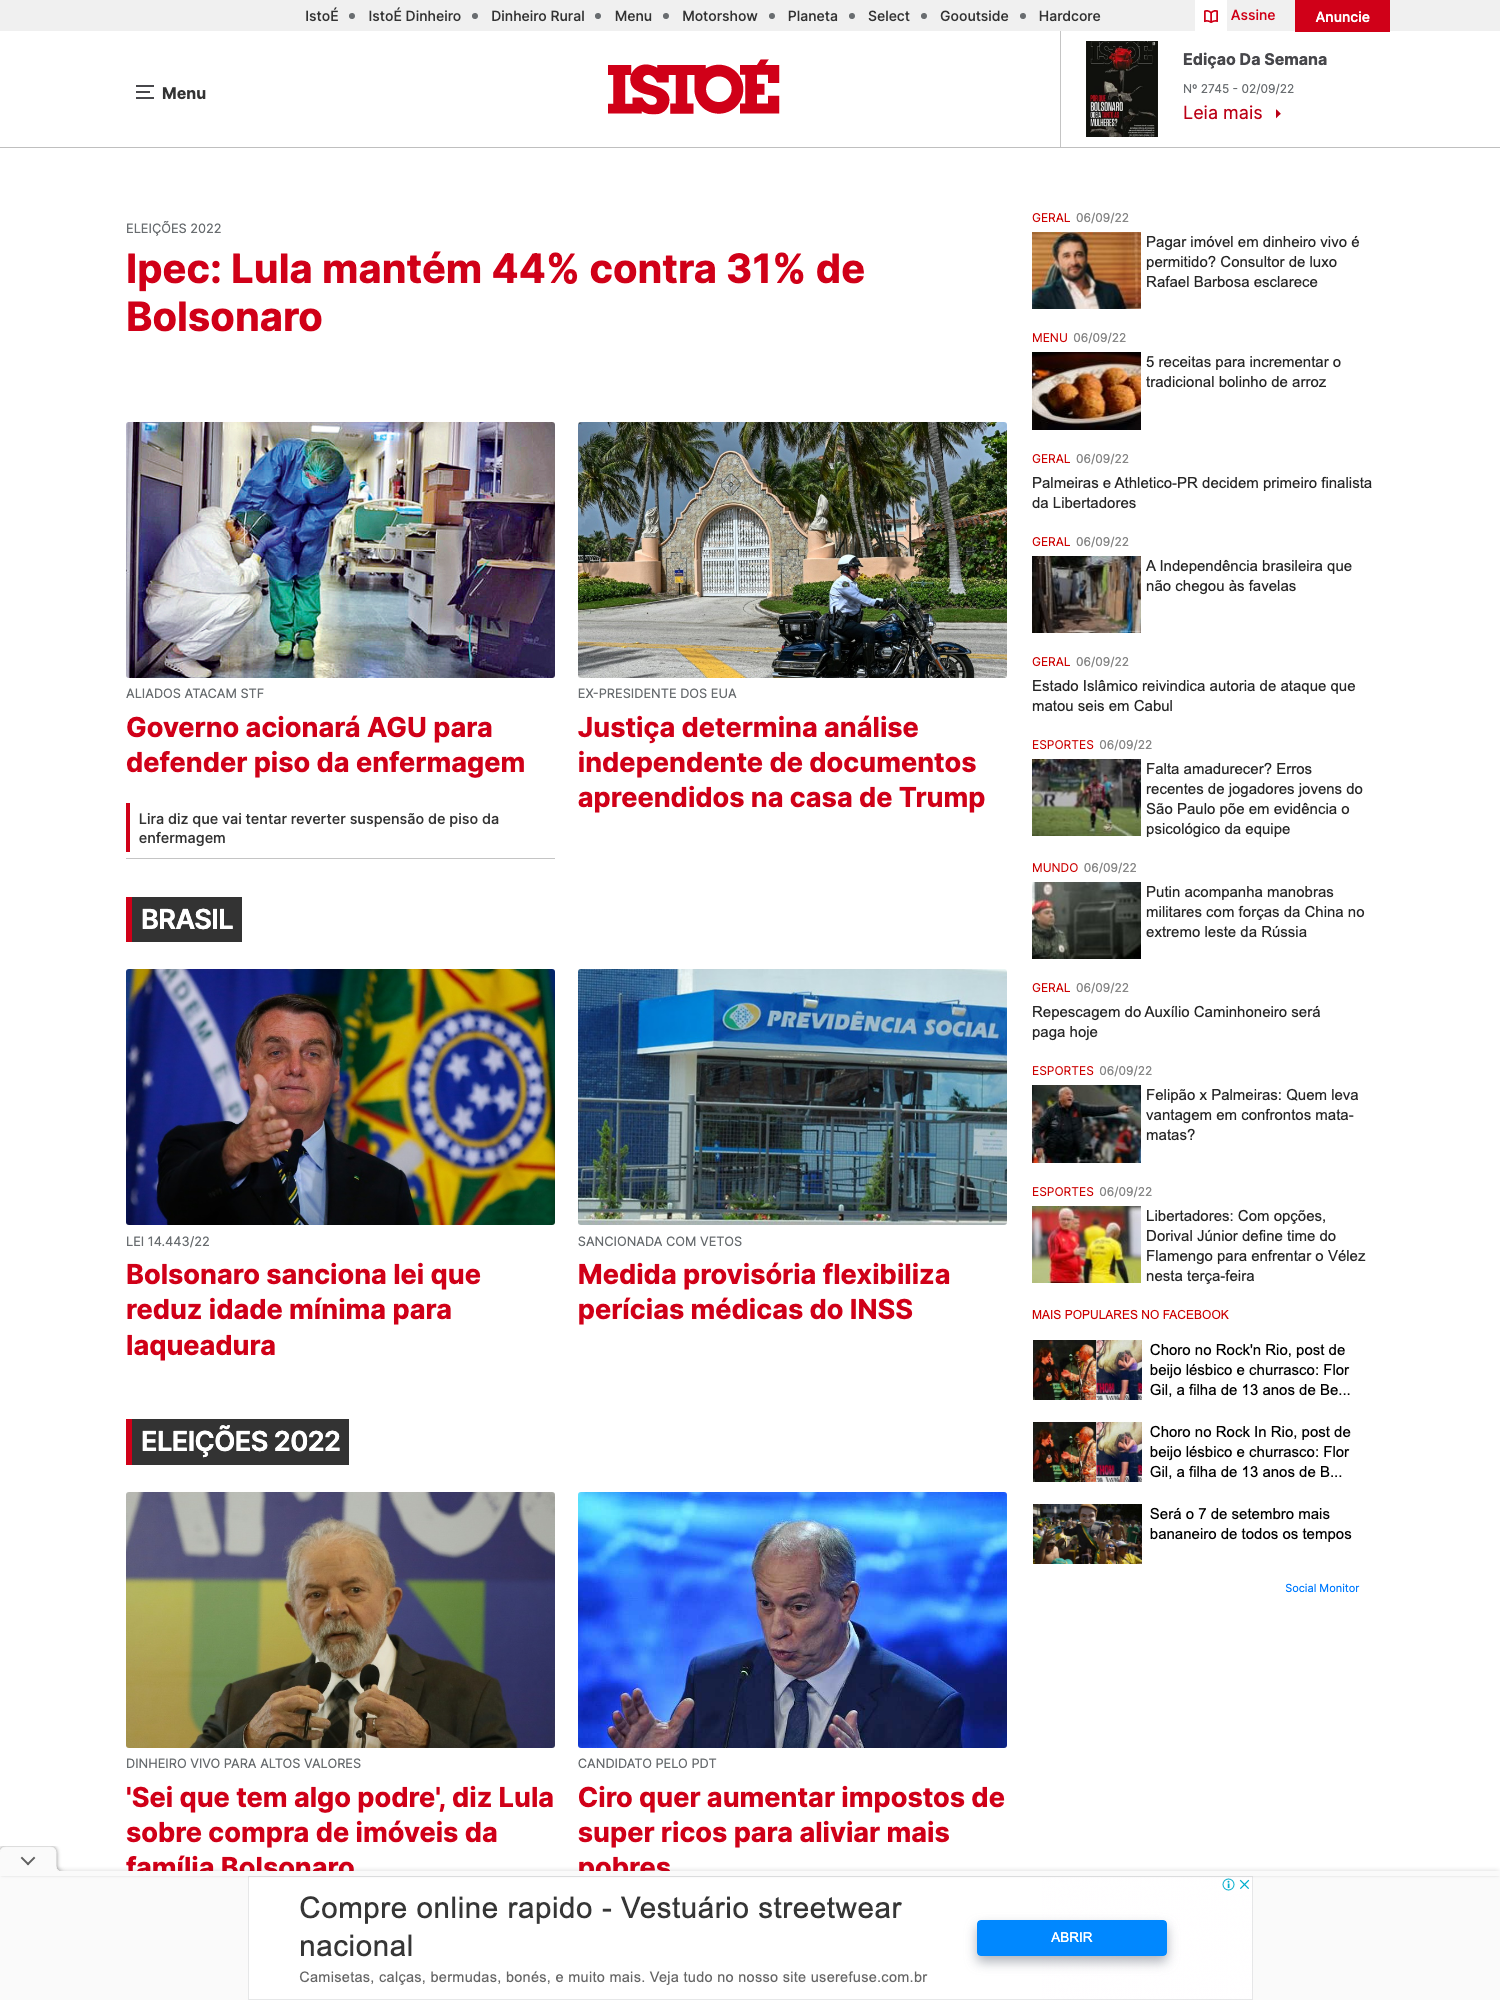 IstoÉ • IstoÉ Dinheiro • Dinheiro Rural • Menu • Motorshow • Planeta • Select • Gooutside • Hardcore
Assine
Anuncie
Menu
ISTOÉ
ISTOÉ
BOLSONARO
MULHERES?
Ediçao Da Semana
Nº 2745 - 02/09/22
Leia mais
ELEIÇÕES 2022
Ipec: Lula mantém 44% contra 31% de
Bolsonaro
ALIADOS ATACAM STF
Governo acionará AGU para
defender piso da enfermagem
Lira diz que vai tentar reverter suspensão de piso da
enfermagem
EX-PRESIDENTE DOS EUA
Justiça determina análise
independente de documentos
apreendidos na casa de Trump
BRASIL
PREVIDÊNCIA SOCIAL
LEI 14.443/22
Bolsonaro sanciona lei que
reduz idade mínima para
laqueadura
SANCIONADA COM VETOS
Medida provisória flexibiliza
perícias médicas do INSS
ELEIÇÕES 2022
DINHEIRO VIVO PARA ALTOS VALORES
'Sei que tem algo podre', diz Lula
sobre compra de imóveis da
família Bolsonaro
CANDIDATO PELO PDT
Ciro quer aumentar impostos de
super ricos para aliviar mais
pobres
GERAL 06/09/22
Pagar imóvel em dinheiro vivo é
permitido? Consultor de luxo
Rafael Barbosa esclarece
MENU 06/09/22
5 receitas para incrementar o
tradicional bolinho de arroz
GERAL 06/09/22
Palmeiras e Athletico-PR decidem primeiro finalista
da Libertadores
GERAL 06/09/22
A Independência brasileira que
não chegou às favelas
GERAL 06/09/22
Estado Islâmico reivindica autoria de ataque que
matou seis em Cabul
ESPORTES 06/09/22
Falta amadurecer? Erros
recentes de jogadores jovens do
São Paulo põe em evidência o
psicológico da equipe
MUNDO 06/09/22
Putin acompanha manobras
militares com forças da China no
extremo leste da Rússia
GERAL 06/09/22
Repescagem do Auxílio Caminhoneiro será
paga hoje
ESPORTES 06/09/22
Felipão x Palmeiras: Quem leva
vantagem em confrontos mata-
matas?
ESPORTES 06/09/22
Libertadores: Com opções,
Dorival Júnior define time do
Flamengo para enfrentar o Vélez
nesta terça-feira
MAIS POPULARES NO FACEBOOK
Choro no Rock'n Rio, post de
beijo lésbico e churrasco: Flor
Gil, a filha de 13 anos de Be...
Choro no Rock In Rio, post de
beijo lésbico e churrasco: Flor
Gil, a filha de 13 anos de B...
Será o 7 de setembro mais
bananeiro de todos os tempos
Social Monitor
Compre online rapido - Vestuário streetwear
nacional
Camisetas, calças, bermudas, bonés, e muito mais. Veja tudo no nosso site userefuse.com.br
ABRIR